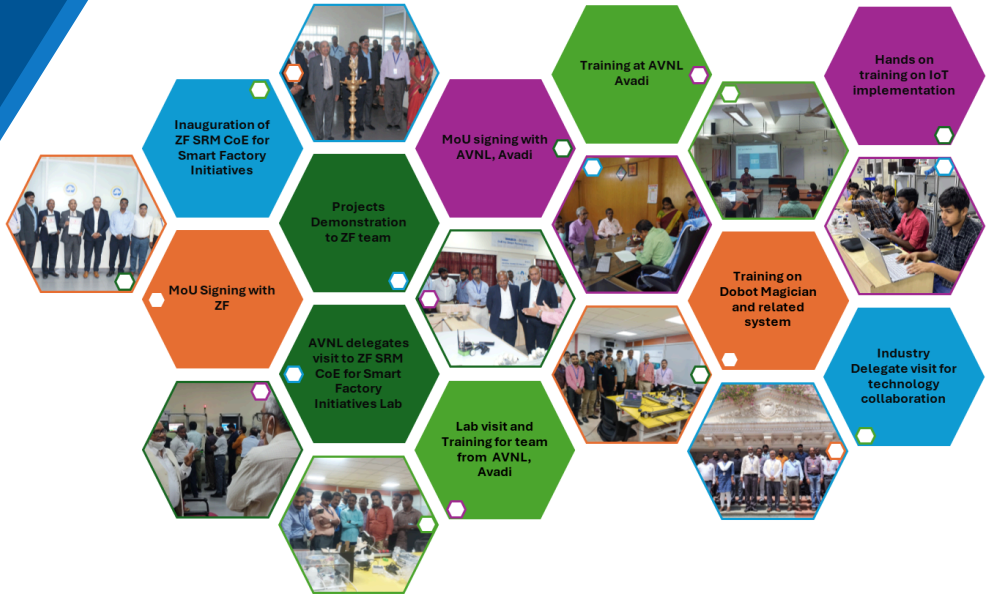 Inauguration of
ZF SRM CoE for
Smart Factory
Initiatives
MoU Signing with
ZF
Projects
Demonstration
to ZF team
AVNL delegates
visit to ZF SRM
CoE for Smart
Factory
Initiatives Lab
MoU signing with
AVNL, Avadi
Lab visit and
Training for team
from AVNL,
Avadi
Training at AVNL
Avadi
Training on
Dobot Magician
and related
system
Hands on
training on IoT
implementation
Industry
Delegate visit for
technology
collaboration